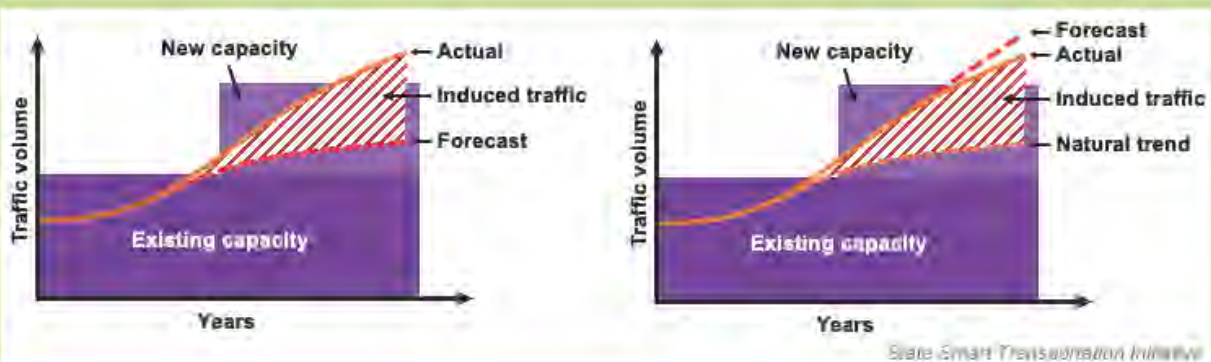 New capacity
Actual
Induced traffic
Forecast
Traffic volume
Existing capacity
Years
New capacity
Forecast
Actual
Induced traffic
Natural trend
Traffic volume
Existing capacity
Years
State Smart Transportation Initiative